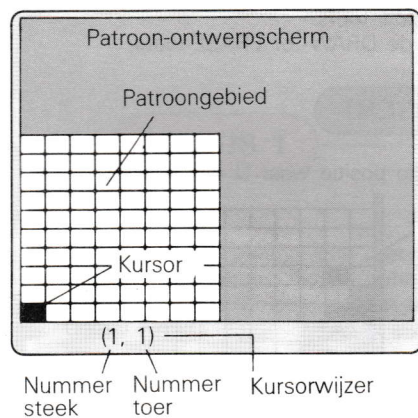 Patroon-ontwerpscherm
Patroongebied
Kursor
(1, 1)
Nummer steek
Nummer toer
Kursorwijzer